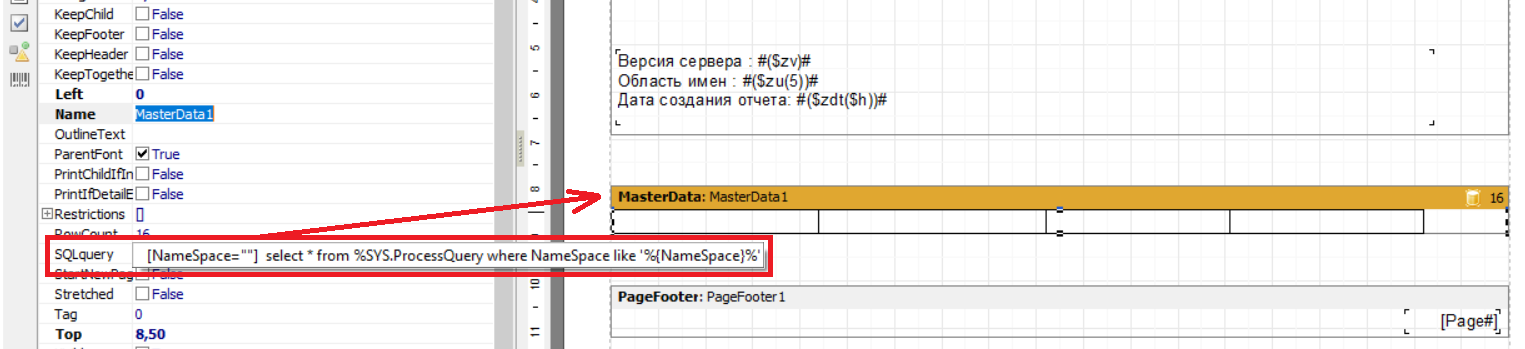 KeepChild False
KeepFooter False
KeepHeader False
KeepTogethe False
Left 0
Name MasterData1
OutlineText
ParentFont True
PrintChildIfIn False
PrintIfDetailE False
Restrictions []
RowCount 16
SQLquery [NameSpace=""] select * from %SYS.ProcessQuery where NameSpace like '%{NameSpace}%'
StartNewPag False
Stretched False
Tag 0
Top 8,50
5
6
7
8
10
11
Версия сервера : #($zv)#
Область имен : #($zu(5))#
Дата создания отчета: #($zdt($h))#
MasterData: MasterData1 16
PageFooter: PageFooter1
[Page#]